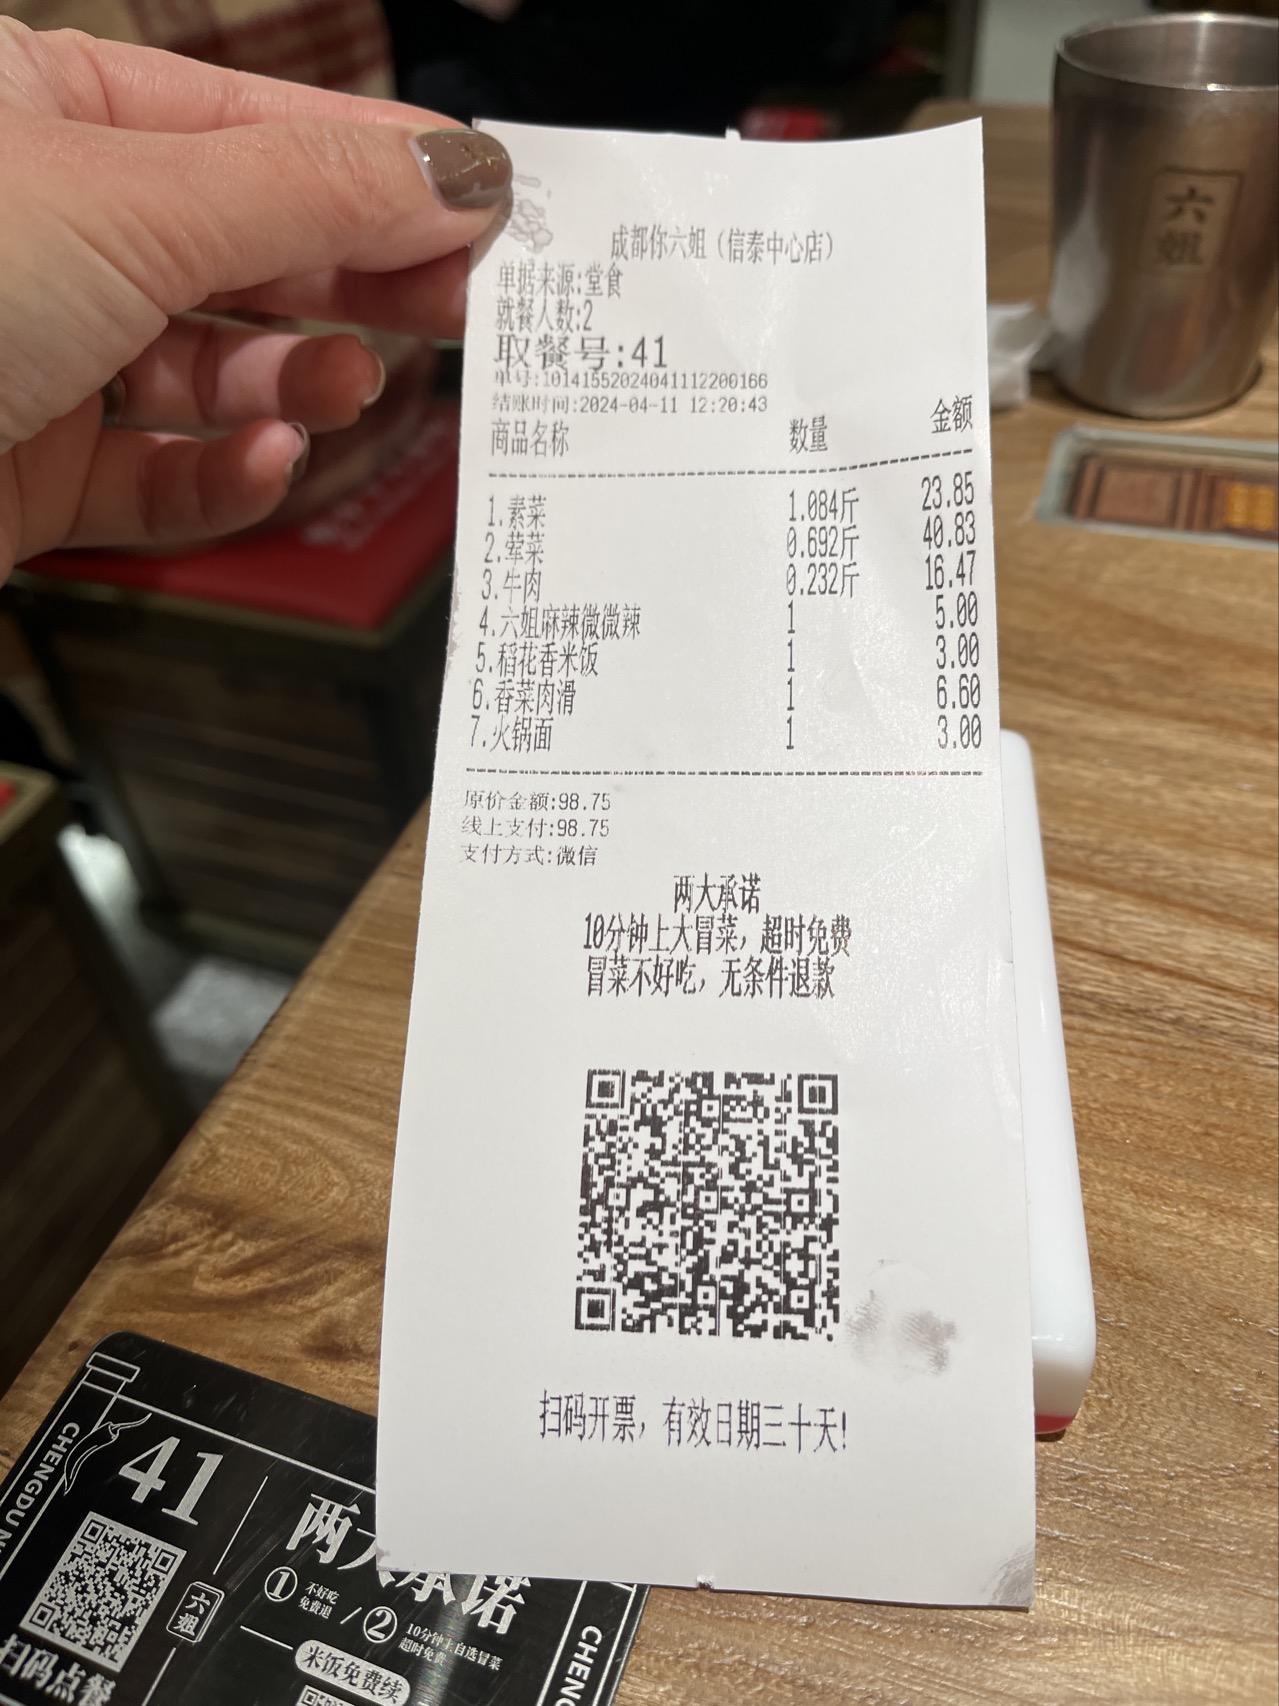 成都你六姐（信泰中心店）
单据来源:堂食
就餐人数:2
取餐号:41
单号:10141552024041112200166
结账时间:2024-04-11 12:20:43
商品名称 数量 金额
1.素菜 1.084斤 23.85
2.荤菜 0.692斤 40.83
3.牛肉 0.232斤 16.47
4.六姐麻辣微微辣 1 5.00
5.稻花香米饭 1 3.00
6.香菜肉滑 1 6.60
7.火锅面 1 3.00
原价金额:98.75
线上支付:98.75
支付方式:微信
两大承诺
10分钟上大冒菜，超时免费
冒菜不好吃，无条件退款
扫码开票，有效日期三十天!
六姐
CHENGDU
41
扫码点餐
六姐
两大承诺
① 不好吃
免费退
/ ② 10分钟上自选冒菜
超时免费
米饭免费续
CHENG